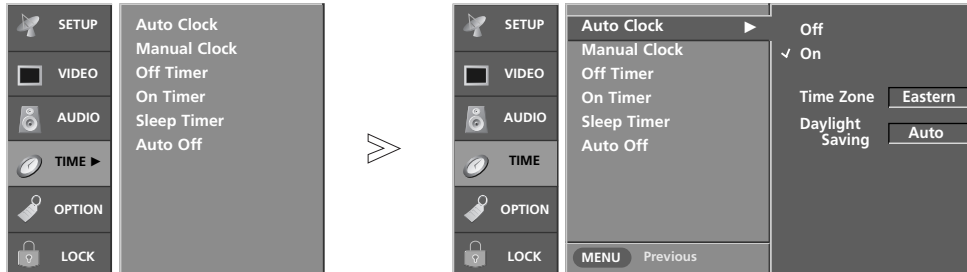 SETUP
VIDEO
AUDIO
TIME ►
OPTION
LOCK
Auto Clock
Manual Clock
Off Timer
On Timer
Sleep Timer
Auto Off
SETUP
VIDEO
AUDIO
TIME
OPTION
LOCK
Auto Clock ►
Manual Clock
Off Timer
On Timer
Sleep Timer
Auto Off
MENU Previous
Off
✓ On
Time Zone Eastern
Daylight
Saving Auto